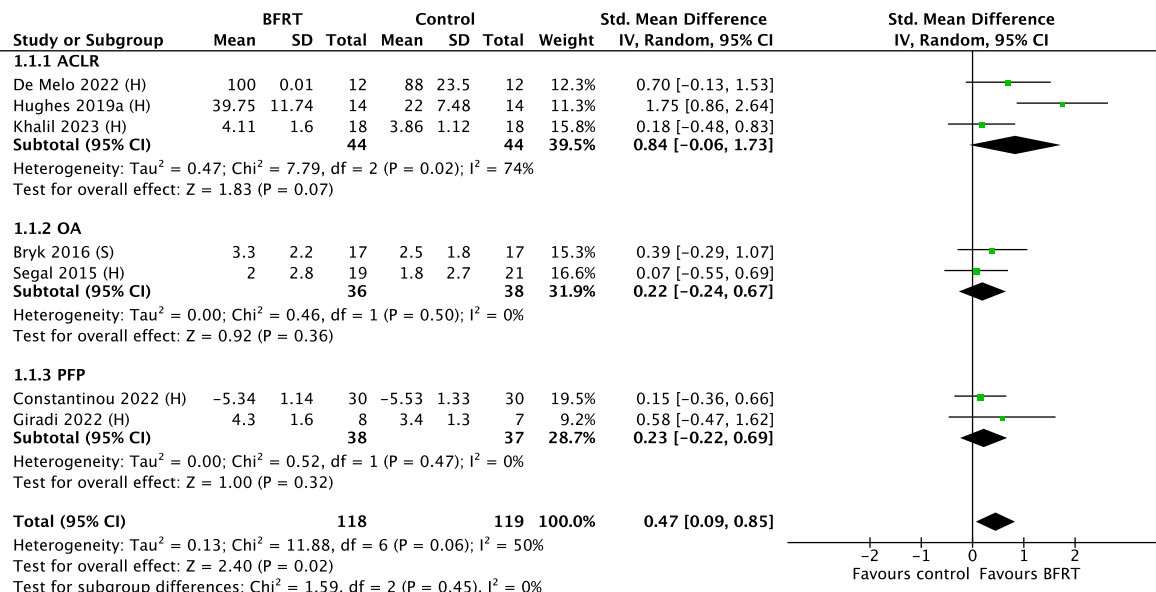 BFRT Control Std. Mean Difference Std. Mean Difference
Study or Subgroup Mean SD Total Mean SD Total Weight IV, Random, 95% CI IV, Random, 95% CI
1.1.1 ACLR
De Melo 2022 (H) 100 0.01 12 88 23.5 12 12.3% 0.70 [−0.13, 1.53]
Hughes 2019a (H) 39.75 11.74 14 22 7.48 14 11.3% 1.75 [0.86, 2.64]
Khalil 2023 (H) 4.11 1.6 18 3.86 1.12 18 15.8% 0.18 [−0.48, 0.83]
Subtotal (95% CI) 44 44 39.5% 0.84 [−0.06, 1.73]
Heterogeneity: Tau² = 0.47; Chi² = 7.79, df = 2 (P = 0.02); I² = 74%
Test for overall effect: Z = 1.83 (P = 0.07)
1.1.2 OA
Bryk 2016 (S) 3.3 2.2 17 2.5 1.8 17 15.3% 0.39 [−0.29, 1.07]
Segal 2015 (H) 2 2.8 19 1.8 2.7 21 16.6% 0.07 [−0.55, 0.69]
Subtotal (95% CI) 36 38 31.9% 0.22 [−0.24, 0.67]
Heterogeneity: Tau² = 0.00; Chi² = 0.46, df = 1 (P = 0.50); I² = 0%
Test for overall effect: Z = 0.92 (P = 0.36)
1.1.3 PFP
Constantinou 2022 (H) −5.34 1.14 30 −5.53 1.33 30 19.5% 0.15 [−0.36, 0.66]
Giradi 2022 (H) 4.3 1.6 8 3.4 1.3 7 9.2% 0.58 [−0.47, 1.62]
Subtotal (95% CI) 38 37 28.7% 0.23 [−0.22, 0.69]
Heterogeneity: Tau² = 0.00; Chi² = 0.52, df = 1 (P = 0.47); I² = 0%
Test for overall effect: Z = 1.00 (P = 0.32)
Total (95% CI) 118 119 100.0% 0.47 [0.09, 0.85]
Heterogeneity: Tau² = 0.13; Chi² = 11.88, df = 6 (P = 0.06); I² = 50%
Test for overall effect: Z = 2.40 (P = 0.02)
Test for subgroup differences: Chi² = 1.59, df = 2 (P = 0.45), I² = 0%
−2 −1 0 1 2
Favours control Favours BFRT